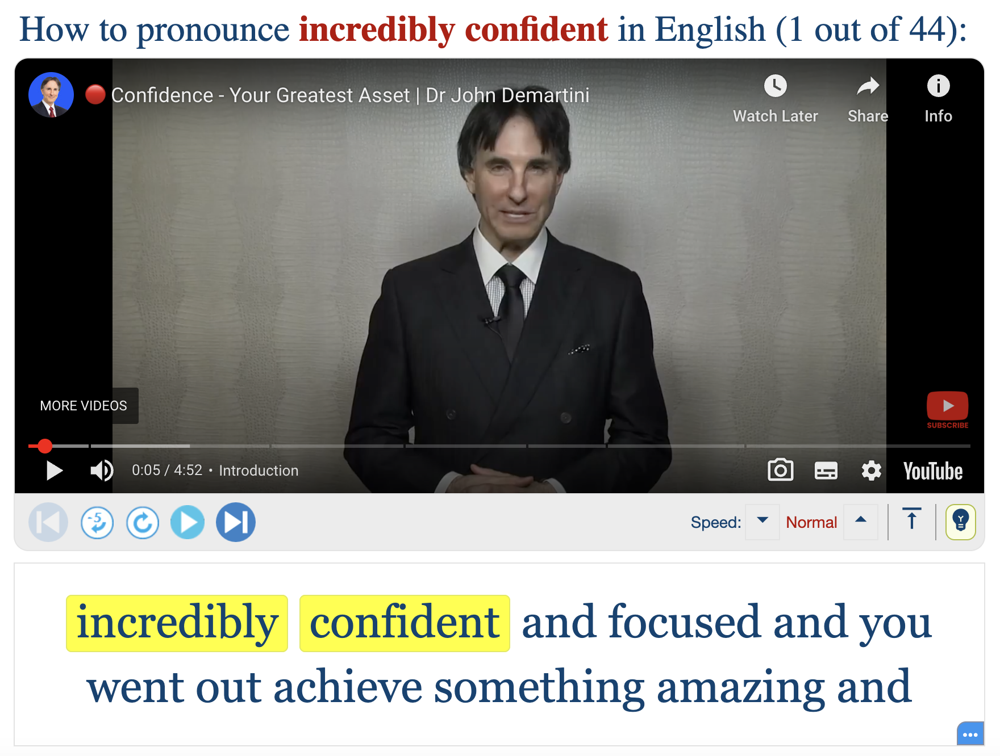 How to pronounce incredibly confident in English (1 out of 44):
Confidence - Your Greatest Asset | Dr John Demartini
Watch Later
Share
Info
MORE VIDEOS
SUBSCRIBE
0:05 / 4:52 • Introduction
YouTube
-5
Speed:
Normal
incredibly confident and focused and you
went out achieve something amazing and